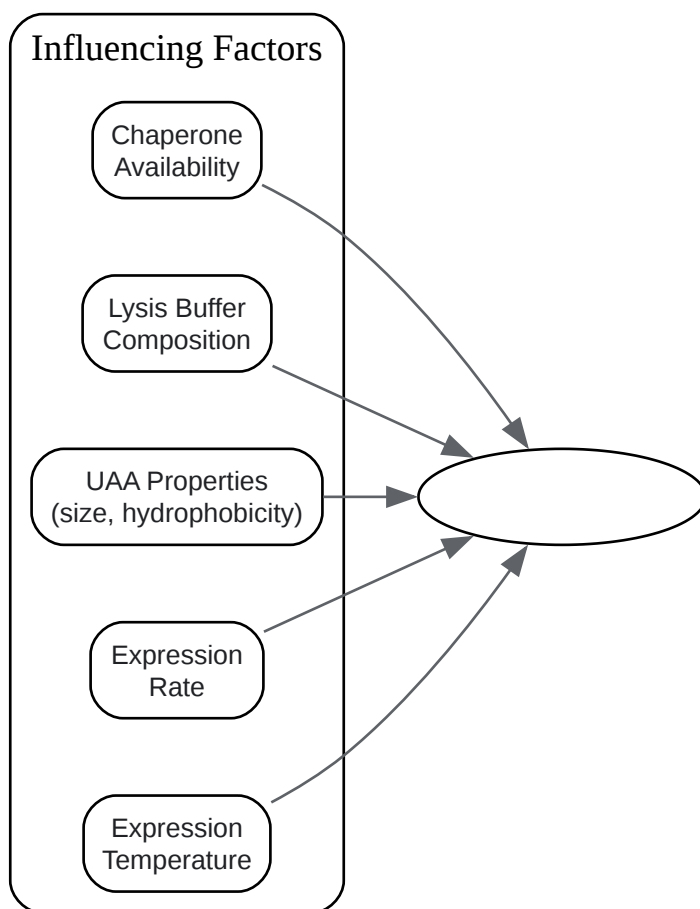 Influencing Factors
Chaperone
Availability
Lysis Buffer
Composition
UAA Properties
(size, hydrophobicity)
Expression
Rate
Expression
Temperature